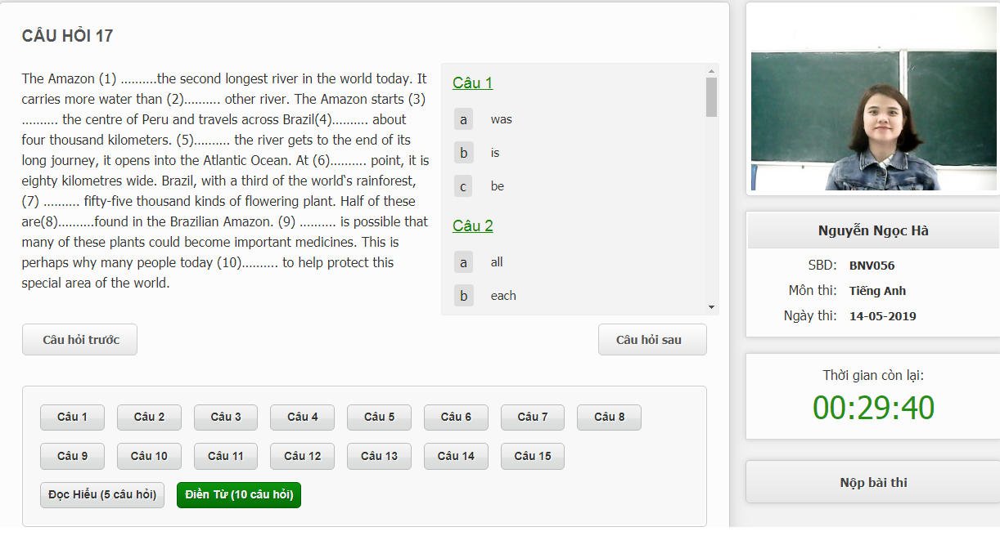 CÂU HỎI 17
The Amazon (1) ..........the second longest river in the world today. It
carries more water than (2).......... other river. The Amazon starts (3)
.......... the centre of Peru and travels across Brazil(4).......... about
four thousand kilometers. (5).......... the river gets to the end of its
long journey, it opens into the Atlantic Ocean. At (6).......... point, it is
eighty kilometres wide. Brazil, with a third of the world's rainforest,
(7) .......... fifty-five thousand kinds of flowering plant. Half of these
are(8)..........found in the Brazilian Amazon. (9) .......... is possible that
many of these plants could become important medicines. This is
perhaps why many people today (10).......... to help protect this
special area of the world.
Câu 1
a was
b is
c be
Câu 2
a all
b each
Câu hỏi trước
Câu hỏi sau
Câu 1 Câu 2 Câu 3 Câu 4 Câu 5 Câu 6 Câu 7 Câu 8
Câu 9 Câu 10 Câu 11 Câu 12 Câu 13 Câu 14 Câu 15
Đọc Hiểu (5 câu hỏi) Điền Từ (10 câu hỏi)
Nguyễn Ngọc Hà
SBD: BNV056
Môn thi: Tiếng Anh
Ngày thi: 14-05-2019
Thời gian còn lại:
00:29:40
Nộp bài thi